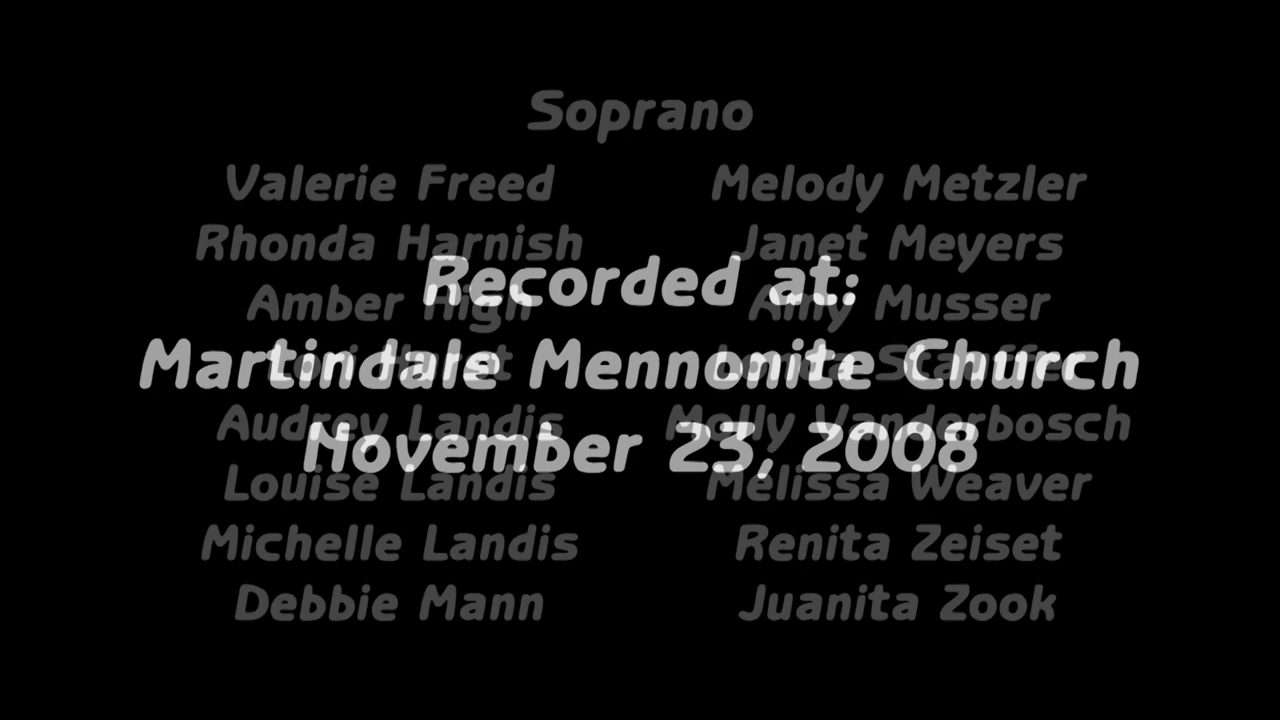 Soprano
Valerie Freed Melody Metzler
Rhonda Harnish Janet Meyers
Recorded at:
Amber High Amy Musser
Martindale Mennonite Church
Audrey Landis Molly Vanderbosch
November 23, 2008
Louise Landis Melissa Weaver
Michelle Landis Renita Zeiset
Debbie Mann Juanita Zook